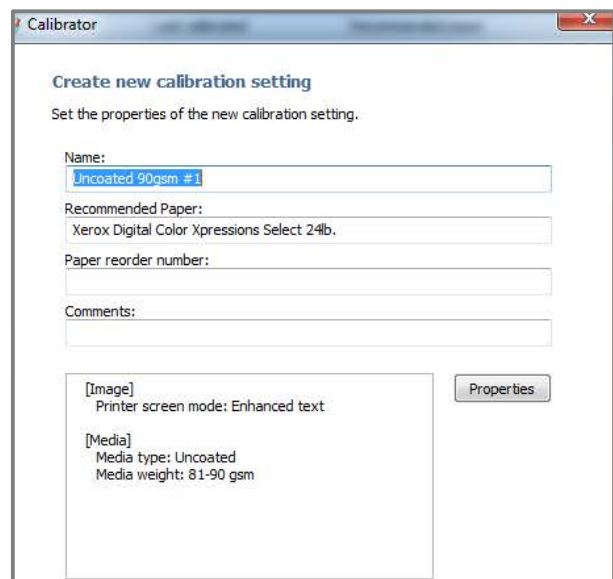 Calibrator
Create new calibration setting
Set the properties of the new calibration setting.
Name:
Uncoated 90gsm #1
Recommended Paper:
Xerox Digital Color Xpressions Select 24lb.
Paper reorder number:
Comments:
[Image]
Printer screen mode: Enhanced text
Properties
[Media]
Media type: Uncoated
Media weight: 81-90 gsm